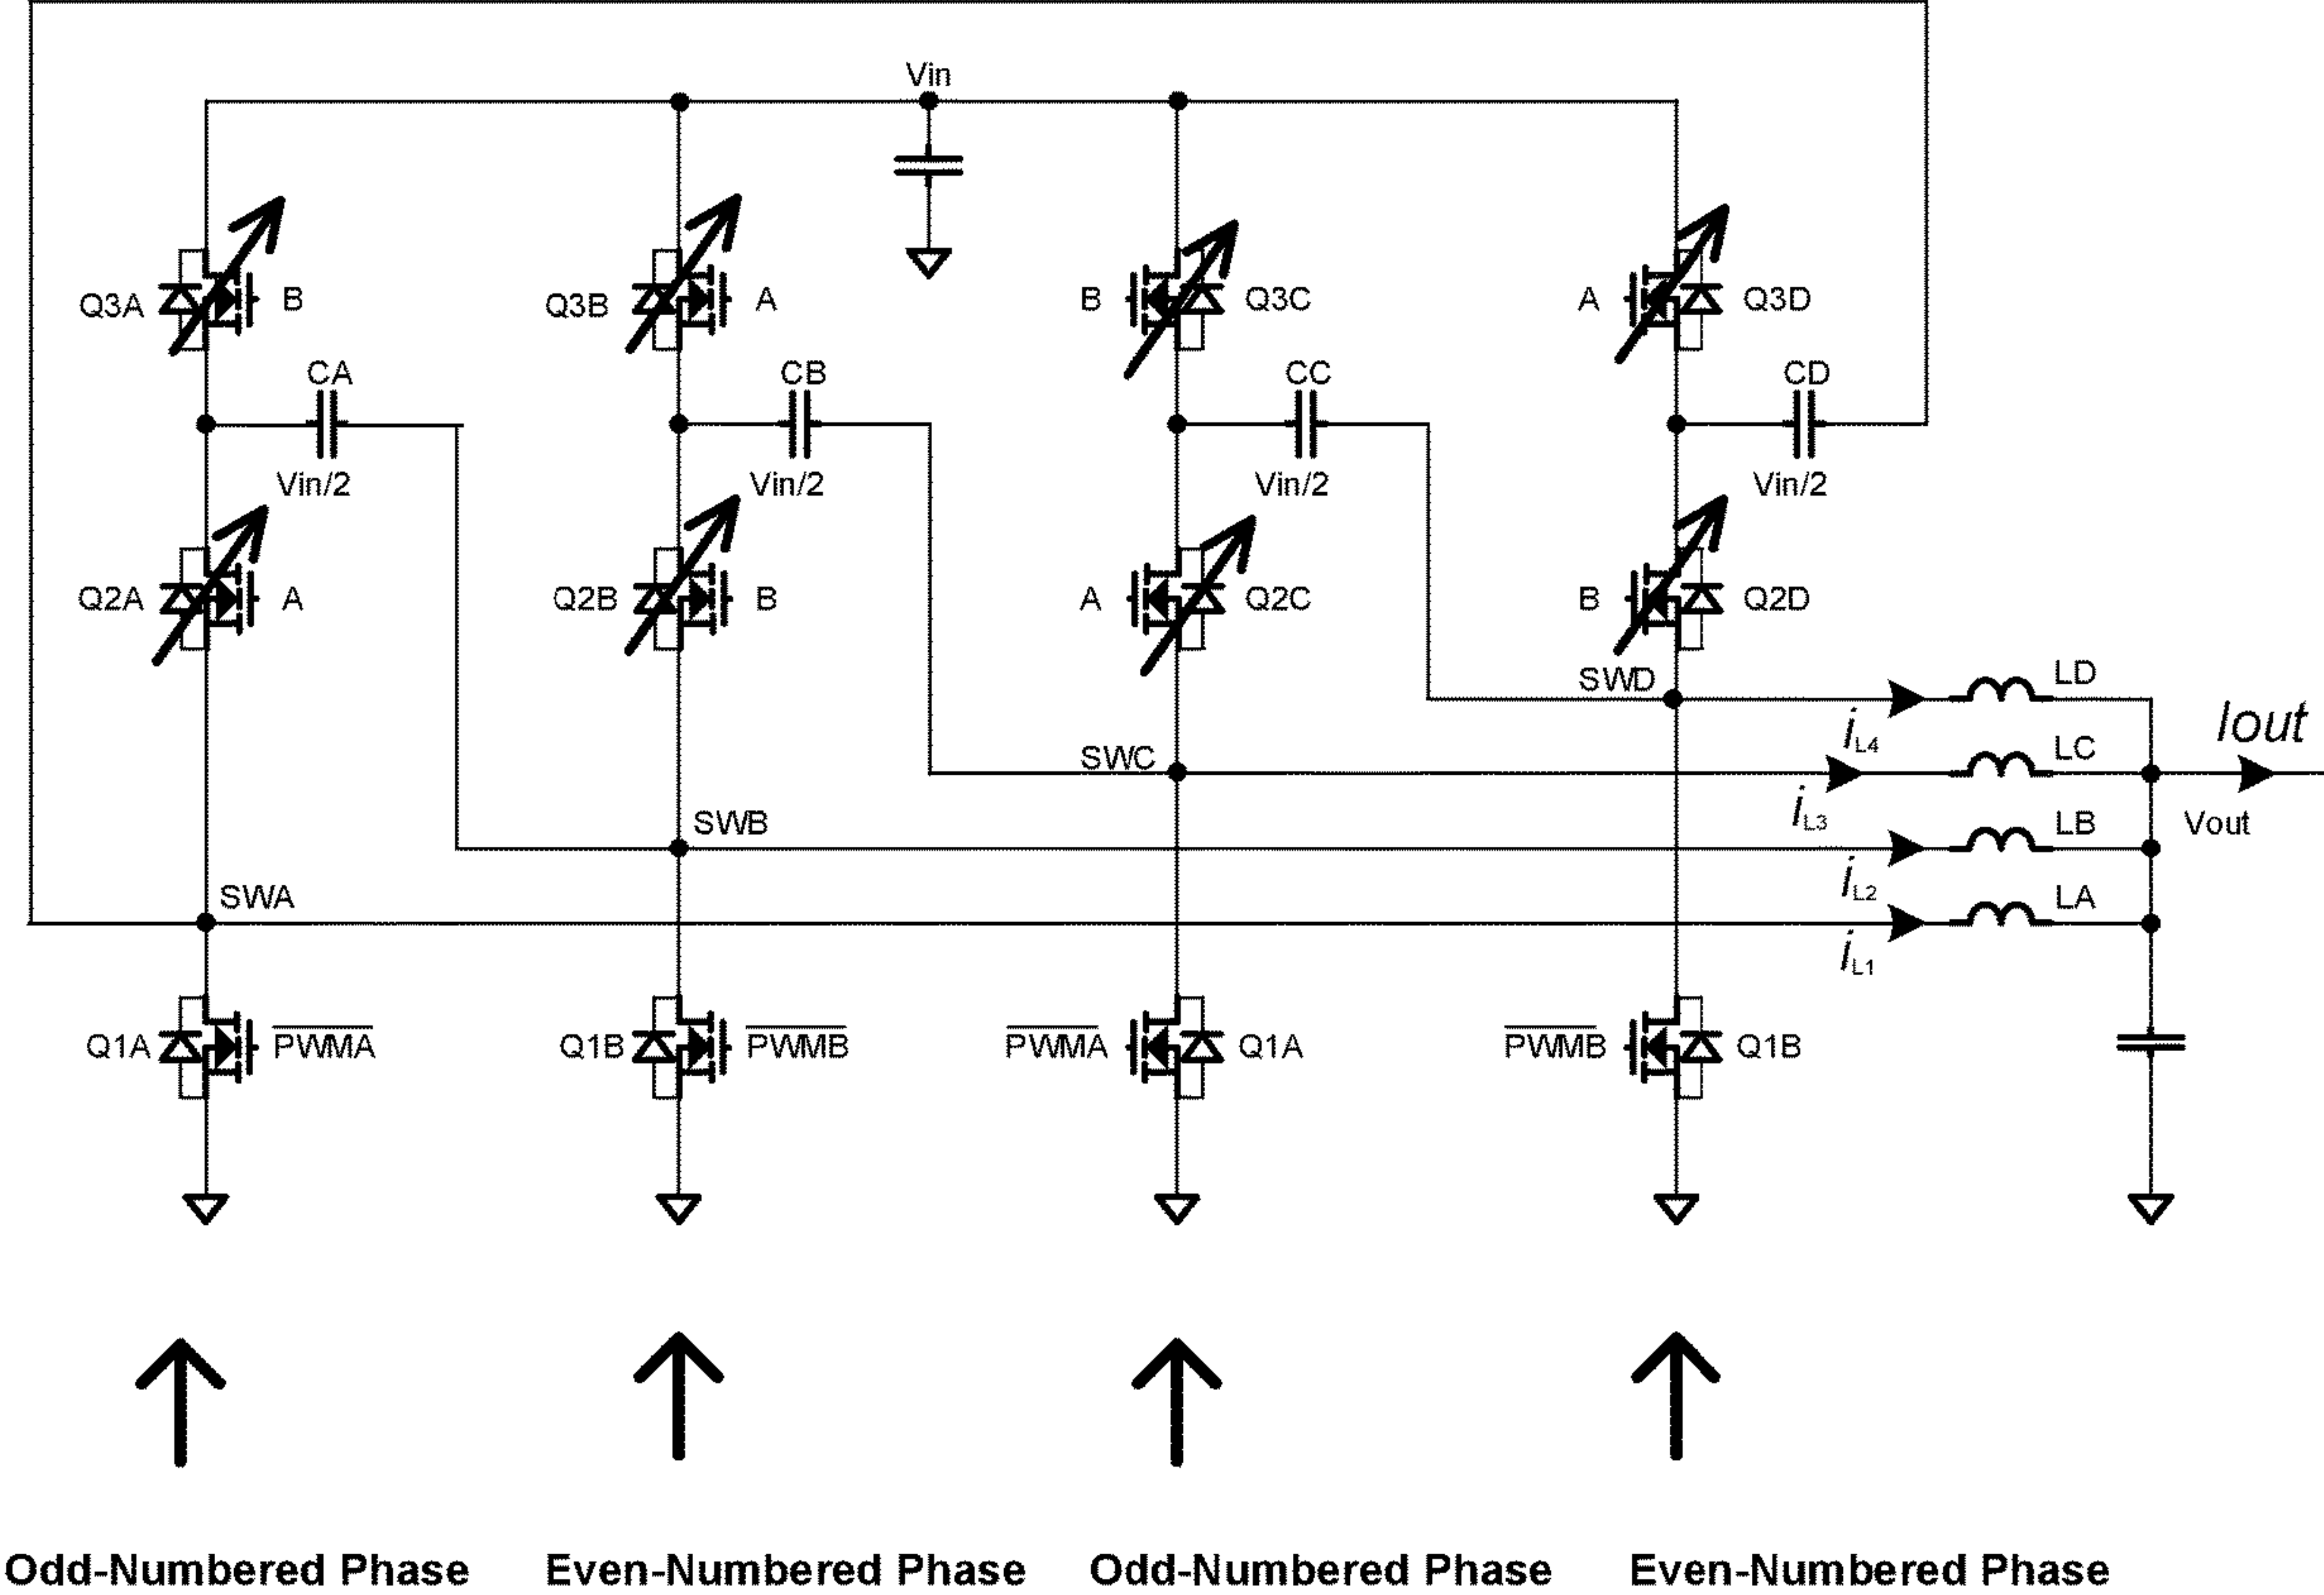 Vin
Q3A B Q3B A B Q3C A Q3D
CA CB CC CD
Vin/2 Vin/2 Vin/2 Vin/2
Q2A A Q2B B A Q2C B Q2D
SWD LD
iL4 Iout
SWC LC
iL3 Vout
SWB LB
iL2
SWA LA
iL1
Q1A PWMA Q1B PWMB PWMA Q1A PWMB Q1B
Odd-Numbered Phase Even-Numbered Phase Odd-Numbered Phase Even-Numbered Phase